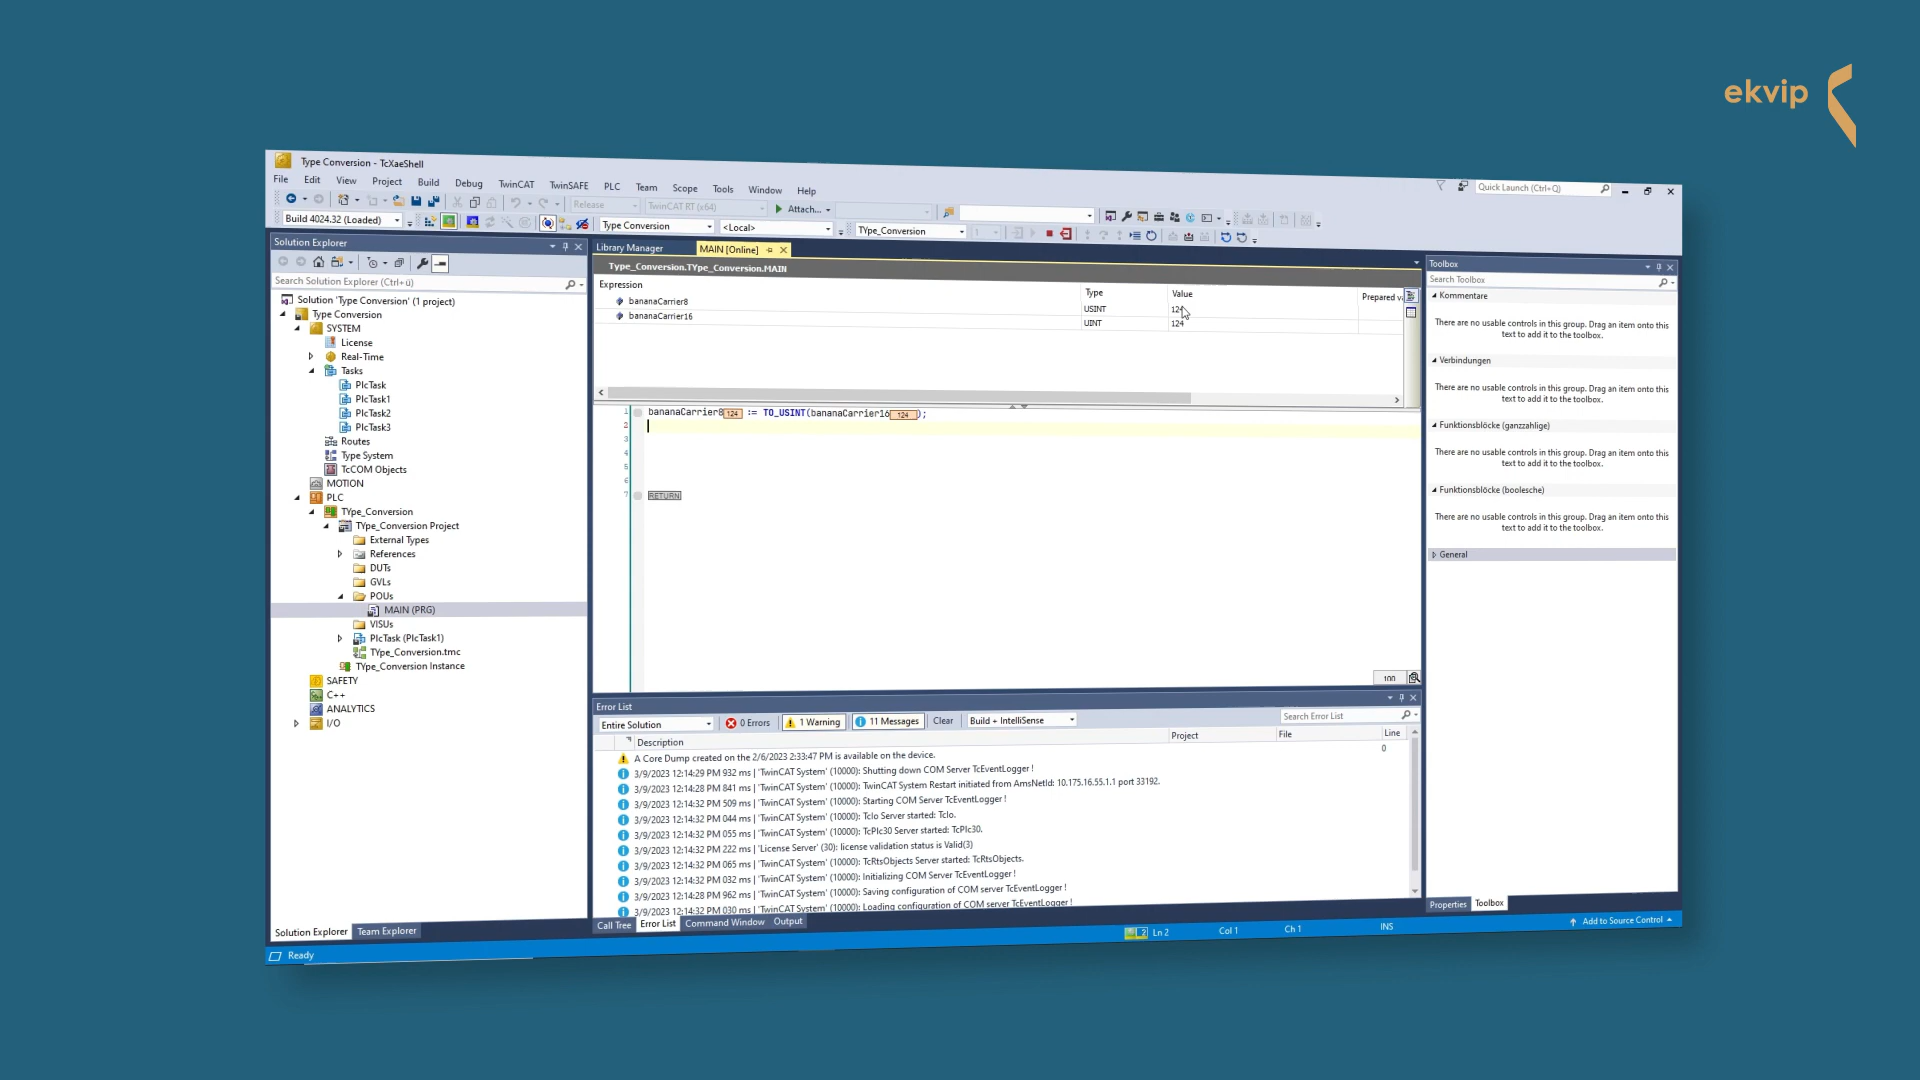 ekvip
Type Conversion - TcXaeShell
Quick Launch (Ctrl+Q)
File Edit View Project Build Debug TwinCAT TwinSAFE PLC Team Scope Tools Window Help
Release TwinCAT RT (x64) Attach...
Build 4024.32 (Loaded) Type Conversion <Local> TYpe_Conversion 1
Solution Explorer
Search Solution Explorer (Ctrl+ü)
Solution 'Type Conversion' (1 project)
Type Conversion
SYSTEM
License
Real-Time
Tasks
PlcTask
PlcTask1
PlcTask2
PlcTask3
Routes
Type System
TcCOM Objects
MOTION
PLC
TYpe_Conversion
TYpe_Conversion Project
External Types
References
DUTs
GVLs
POUs
MAIN (PRG)
VISUs
PlcTask (PlcTask1)
TYpe_Conversion.tmc
TYpe_Conversion Instance
SAFETY
C++
ANALYTICS
I/O
Solution Explorer Team Explorer
Library Manager MAIN [Online]
Type_Conversion.TYpe_Conversion.MAIN
Expression Type Value Prepared v
bananaCarrier8 USINT 124
bananaCarrier16 UINT 124
1 bananaCarrier8 124 := TO_USINT(bananaCarrier16 124 );
2
3
4
5
6
7 RETURN
100
Error List
Entire Solution 0 Errors 1 Warning 11 Messages Clear Build + IntelliSense Search Error List
Description Project File Line
A Core Dump created on the 2/6/2023 2:33:47 PM is available on the device. 0
3/9/2023 12:14:29 PM 932 ms | 'TwinCAT System' (10000): Shutting down COM Server TcEventLogger !
3/9/2023 12:14:28 PM 841 ms | 'TwinCAT System' (10000): TwinCAT System Restart initiated from AmsNetId: 10.175.16.55.1.1 port 33192.
3/9/2023 12:14:32 PM 509 ms | 'TwinCAT System' (10000): Starting COM Server TcEventLogger !
3/9/2023 12:14:32 PM 044 ms | 'TwinCAT System' (10000): TcIo Server started: TcIo.
3/9/2023 12:14:32 PM 055 ms | 'TwinCAT System' (10000): TcPlc30 Server started: TcPlc30.
3/9/2023 12:14:32 PM 222 ms | 'License Server' (30): license validation status is Valid(3)
3/9/2023 12:14:32 PM 065 ms | 'TwinCAT System' (10000): TcRtsObjects Server started: TcRtsObjects.
3/9/2023 12:14:32 PM 032 ms | 'TwinCAT System' (10000): Initializing COM Server TcEventLogger !
3/9/2023 12:14:28 PM 962 ms | 'TwinCAT System' (10000): Saving configuration of COM server TcEventLogger !
3/9/2023 12:14:32 PM 030 ms | 'TwinCAT System' (10000): Loading configuration of COM server TcEventLogger !
Call Tree Error List Command Window Output
Toolbox
Search Toolbox
Kommentare
There are no usable controls in this group. Drag an item onto this
text to add it to the toolbox.
Verbindungen
There are no usable controls in this group. Drag an item onto this
text to add it to the toolbox.
Funktionsblöcke (ganzzahlige)
There are no usable controls in this group. Drag an item onto this
text to add it to the toolbox.
Funktionsblöcke (boolesche)
There are no usable controls in this group. Drag an item onto this
text to add it to the toolbox.
General
Properties Toolbox
Ready 2 Ln 2 Col 1 Ch 1 INS Add to Source Control